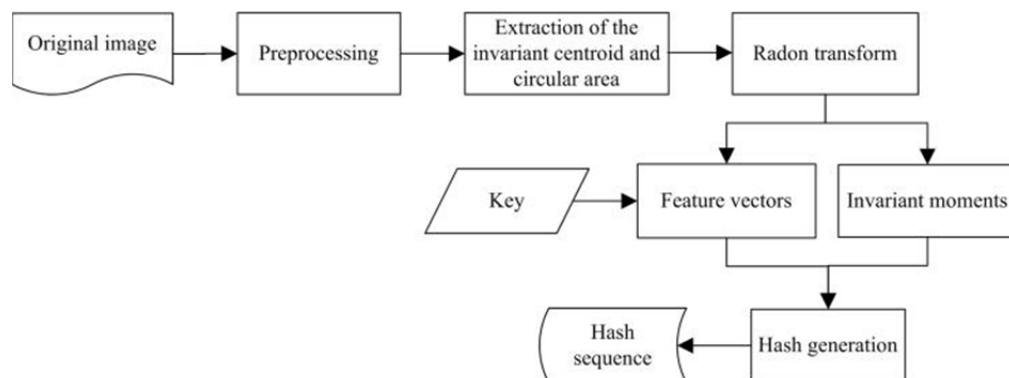 Original image
Preprocessing
Extraction of the
invariant centroid and
circular area
Radon transform
Key
Feature vectors
Invariant moments
Hash
sequence
Hash generation